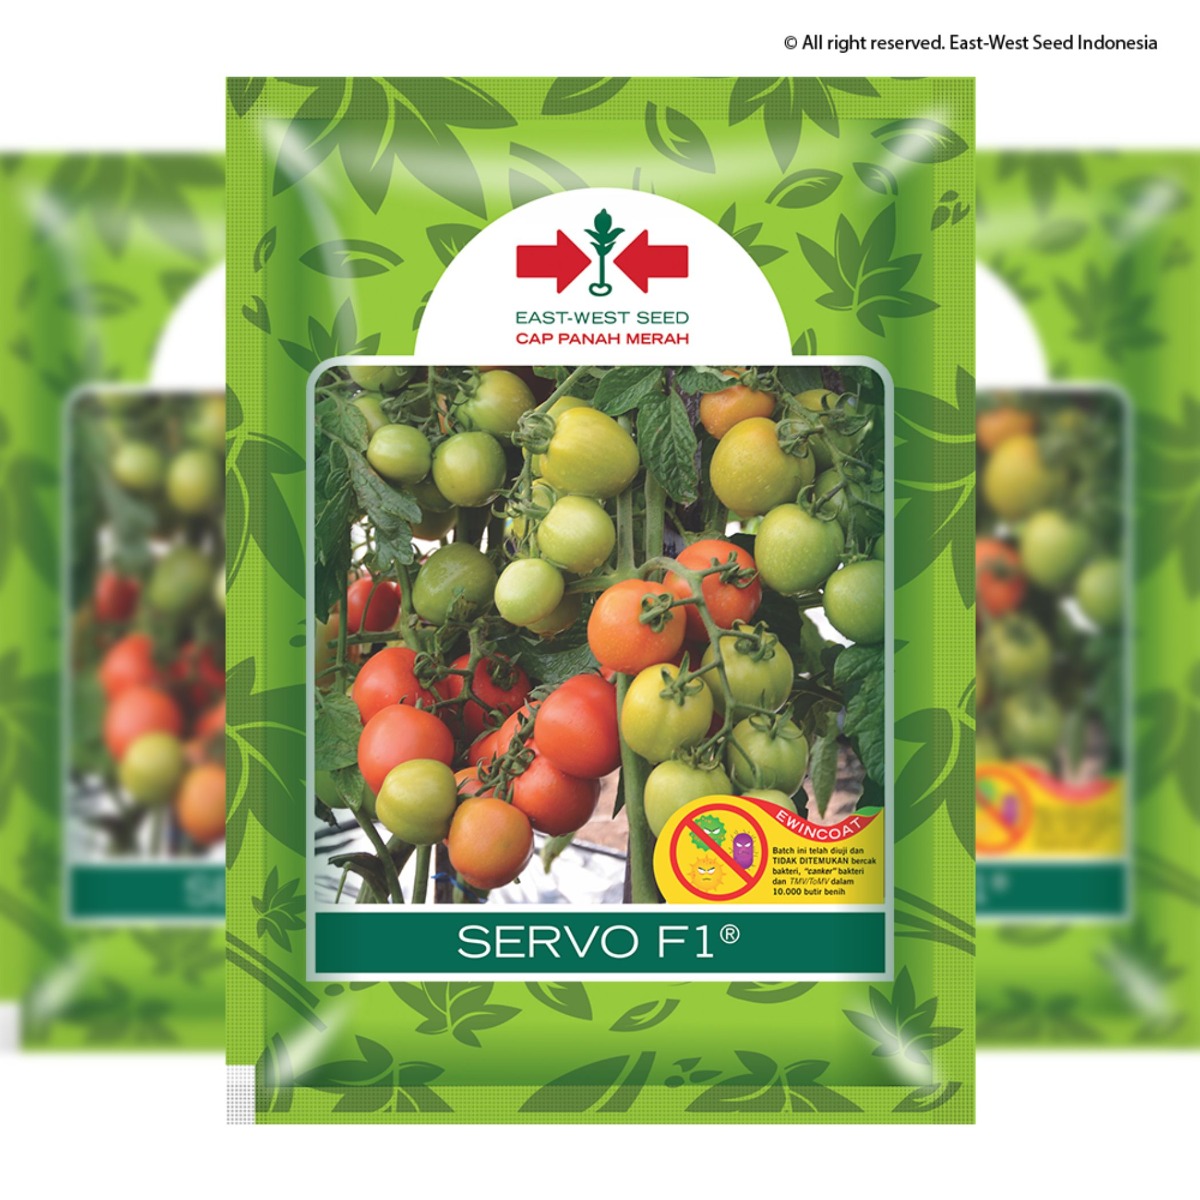 © All right reserved. East-West Seed Indonesia
EAST-WEST SEED
CAP PANAH MERAH
EWINCOAT
Batch ini telah diuji dan
TIDAK DITEMUKAN bercak
bakteri, "canker" bakteri
dan TMV/ToMV dalam
10.000 butir benih
SERVO F1®